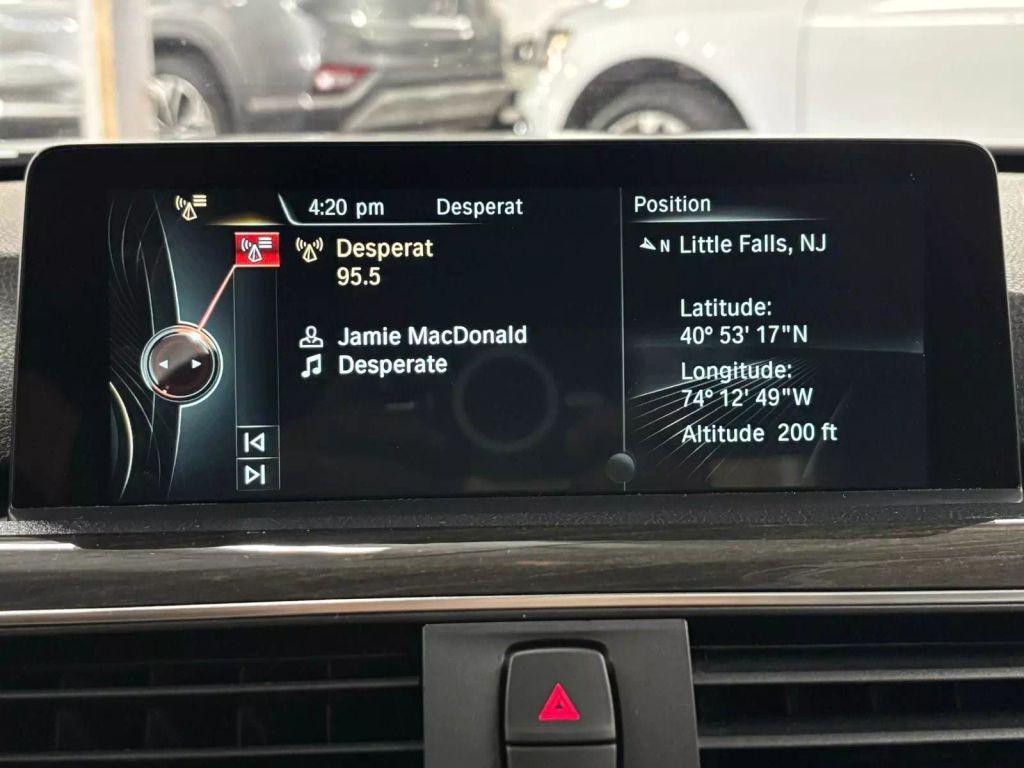 4:20 pm Desperat
Desperat
95.5
Jamie MacDonald
Desperate
Position
N Little Falls, NJ
Latitude:
40° 53' 17"N
Longitude:
74° 12' 49"W
Altitude 200 ft